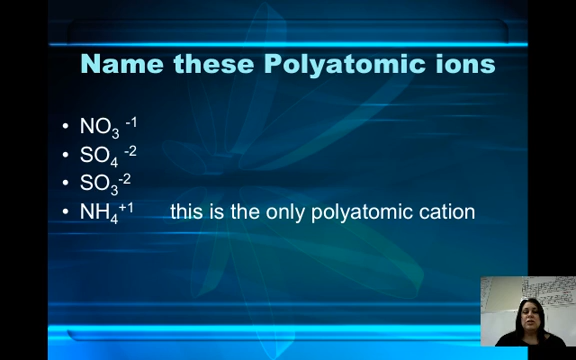 Name these Polyatomic ions
• NO₃ ⁻¹
• SO₄ ⁻²
• SO₃⁻²
• NH₄⁺¹ this is the only polyatomic cation